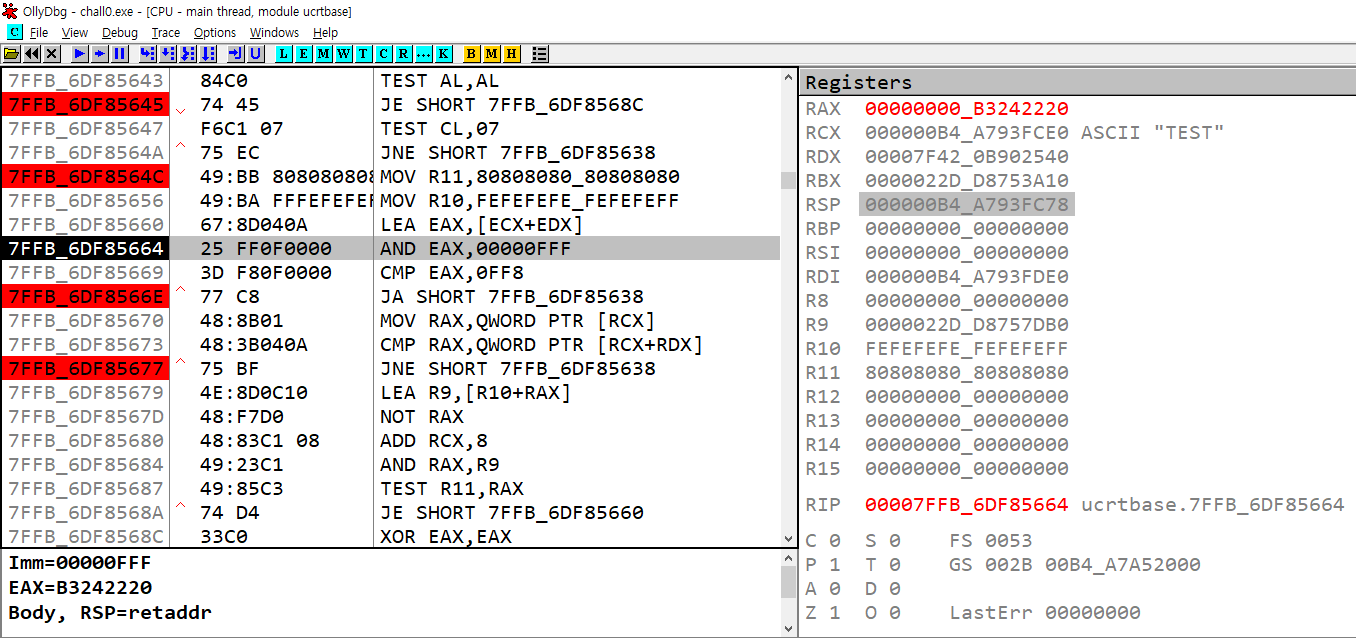 OllyDbg - chall0.exe - [CPU - main thread, module ucrtbase]
C File View Debug Trace Options Windows Help
L E M W T C R ... K B M H
7FFB_6DF85643 84C0 TEST AL,AL
7FFB_6DF85645 74 45 JE SHORT 7FFB_6DF8568C
7FFB_6DF85647 F6C1 07 TEST CL,07
7FFB_6DF8564A 75 EC JNE SHORT 7FFB_6DF85638
7FFB_6DF8564C 49:BB 808080808 MOV R11,80808080_80808080
7FFB_6DF85656 49:BA FFFEFEFEF MOV R10,FEFEFEFE_FEFEFEFF
7FFB_6DF85660 67:8D040A LEA EAX,[ECX+EDX]
7FFB_6DF85664 25 FF0F0000 AND EAX,00000FFF
7FFB_6DF85669 3D F80F0000 CMP EAX,0FF8
7FFB_6DF8566E 77 C8 JA SHORT 7FFB_6DF85638
7FFB_6DF85670 48:8B01 MOV RAX,QWORD PTR [RCX]
7FFB_6DF85673 48:3B040A CMP RAX,QWORD PTR [RCX+RDX]
7FFB_6DF85677 75 BF JNE SHORT 7FFB_6DF85638
7FFB_6DF85679 4E:8D0C10 LEA R9,[R10+RAX]
7FFB_6DF8567D 48:F7D0 NOT RAX
7FFB_6DF85680 48:83C1 08 ADD RCX,8
7FFB_6DF85684 49:23C1 AND RAX,R9
7FFB_6DF85687 49:85C3 TEST R11,RAX
7FFB_6DF8568A 74 D4 JE SHORT 7FFB_6DF85660
7FFB_6DF8568C 33C0 XOR EAX,EAX
Imm=00000FFF
EAX=B3242220
Body, RSP=retaddr
Registers
RAX 00000000_B3242220
RCX 000000B4_A793FCE0 ASCII "TEST"
RDX 00007F42_0B902540
RBX 0000022D_D8753A10
RSP 000000B4_A793FC78
RBP 00000000_00000000
RSI 00000000_00000000
RDI 000000B4_A793FDE0
R8 00000000_00000000
R9 0000022D_D8757DB0
R10 FEFEFEFE_FEFEFEFF
R11 80808080_80808080
R12 00000000_00000000
R13 00000000_00000000
R14 00000000_00000000
R15 00000000_00000000
RIP 00007FFB_6DF85664 ucrtbase.7FFB_6DF85664
C 0 S 0 FS 0053
P 1 T 0 GS 002B 00B4_A7A52000
A 0 D 0
Z 1 O 0 LastErr 00000000